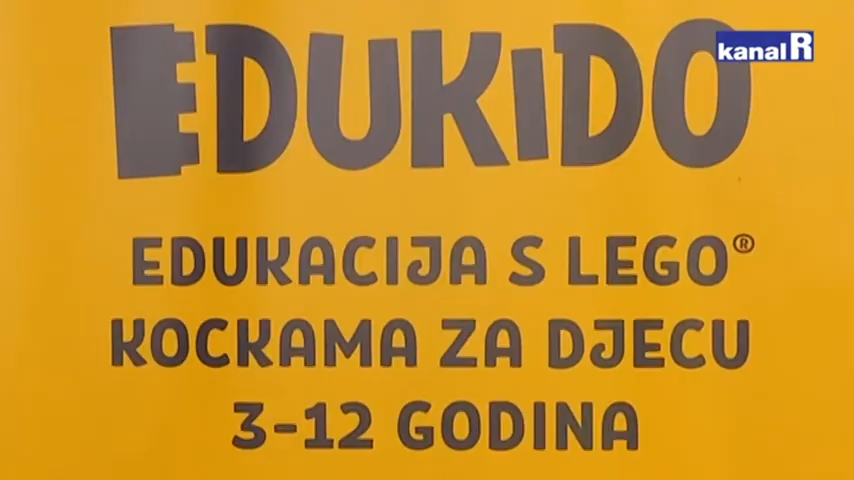 kanal R
EDUKIDO
EDUKACIJA S LEGO®
KOCKAMA ZA DJECU
3-12 GODINA